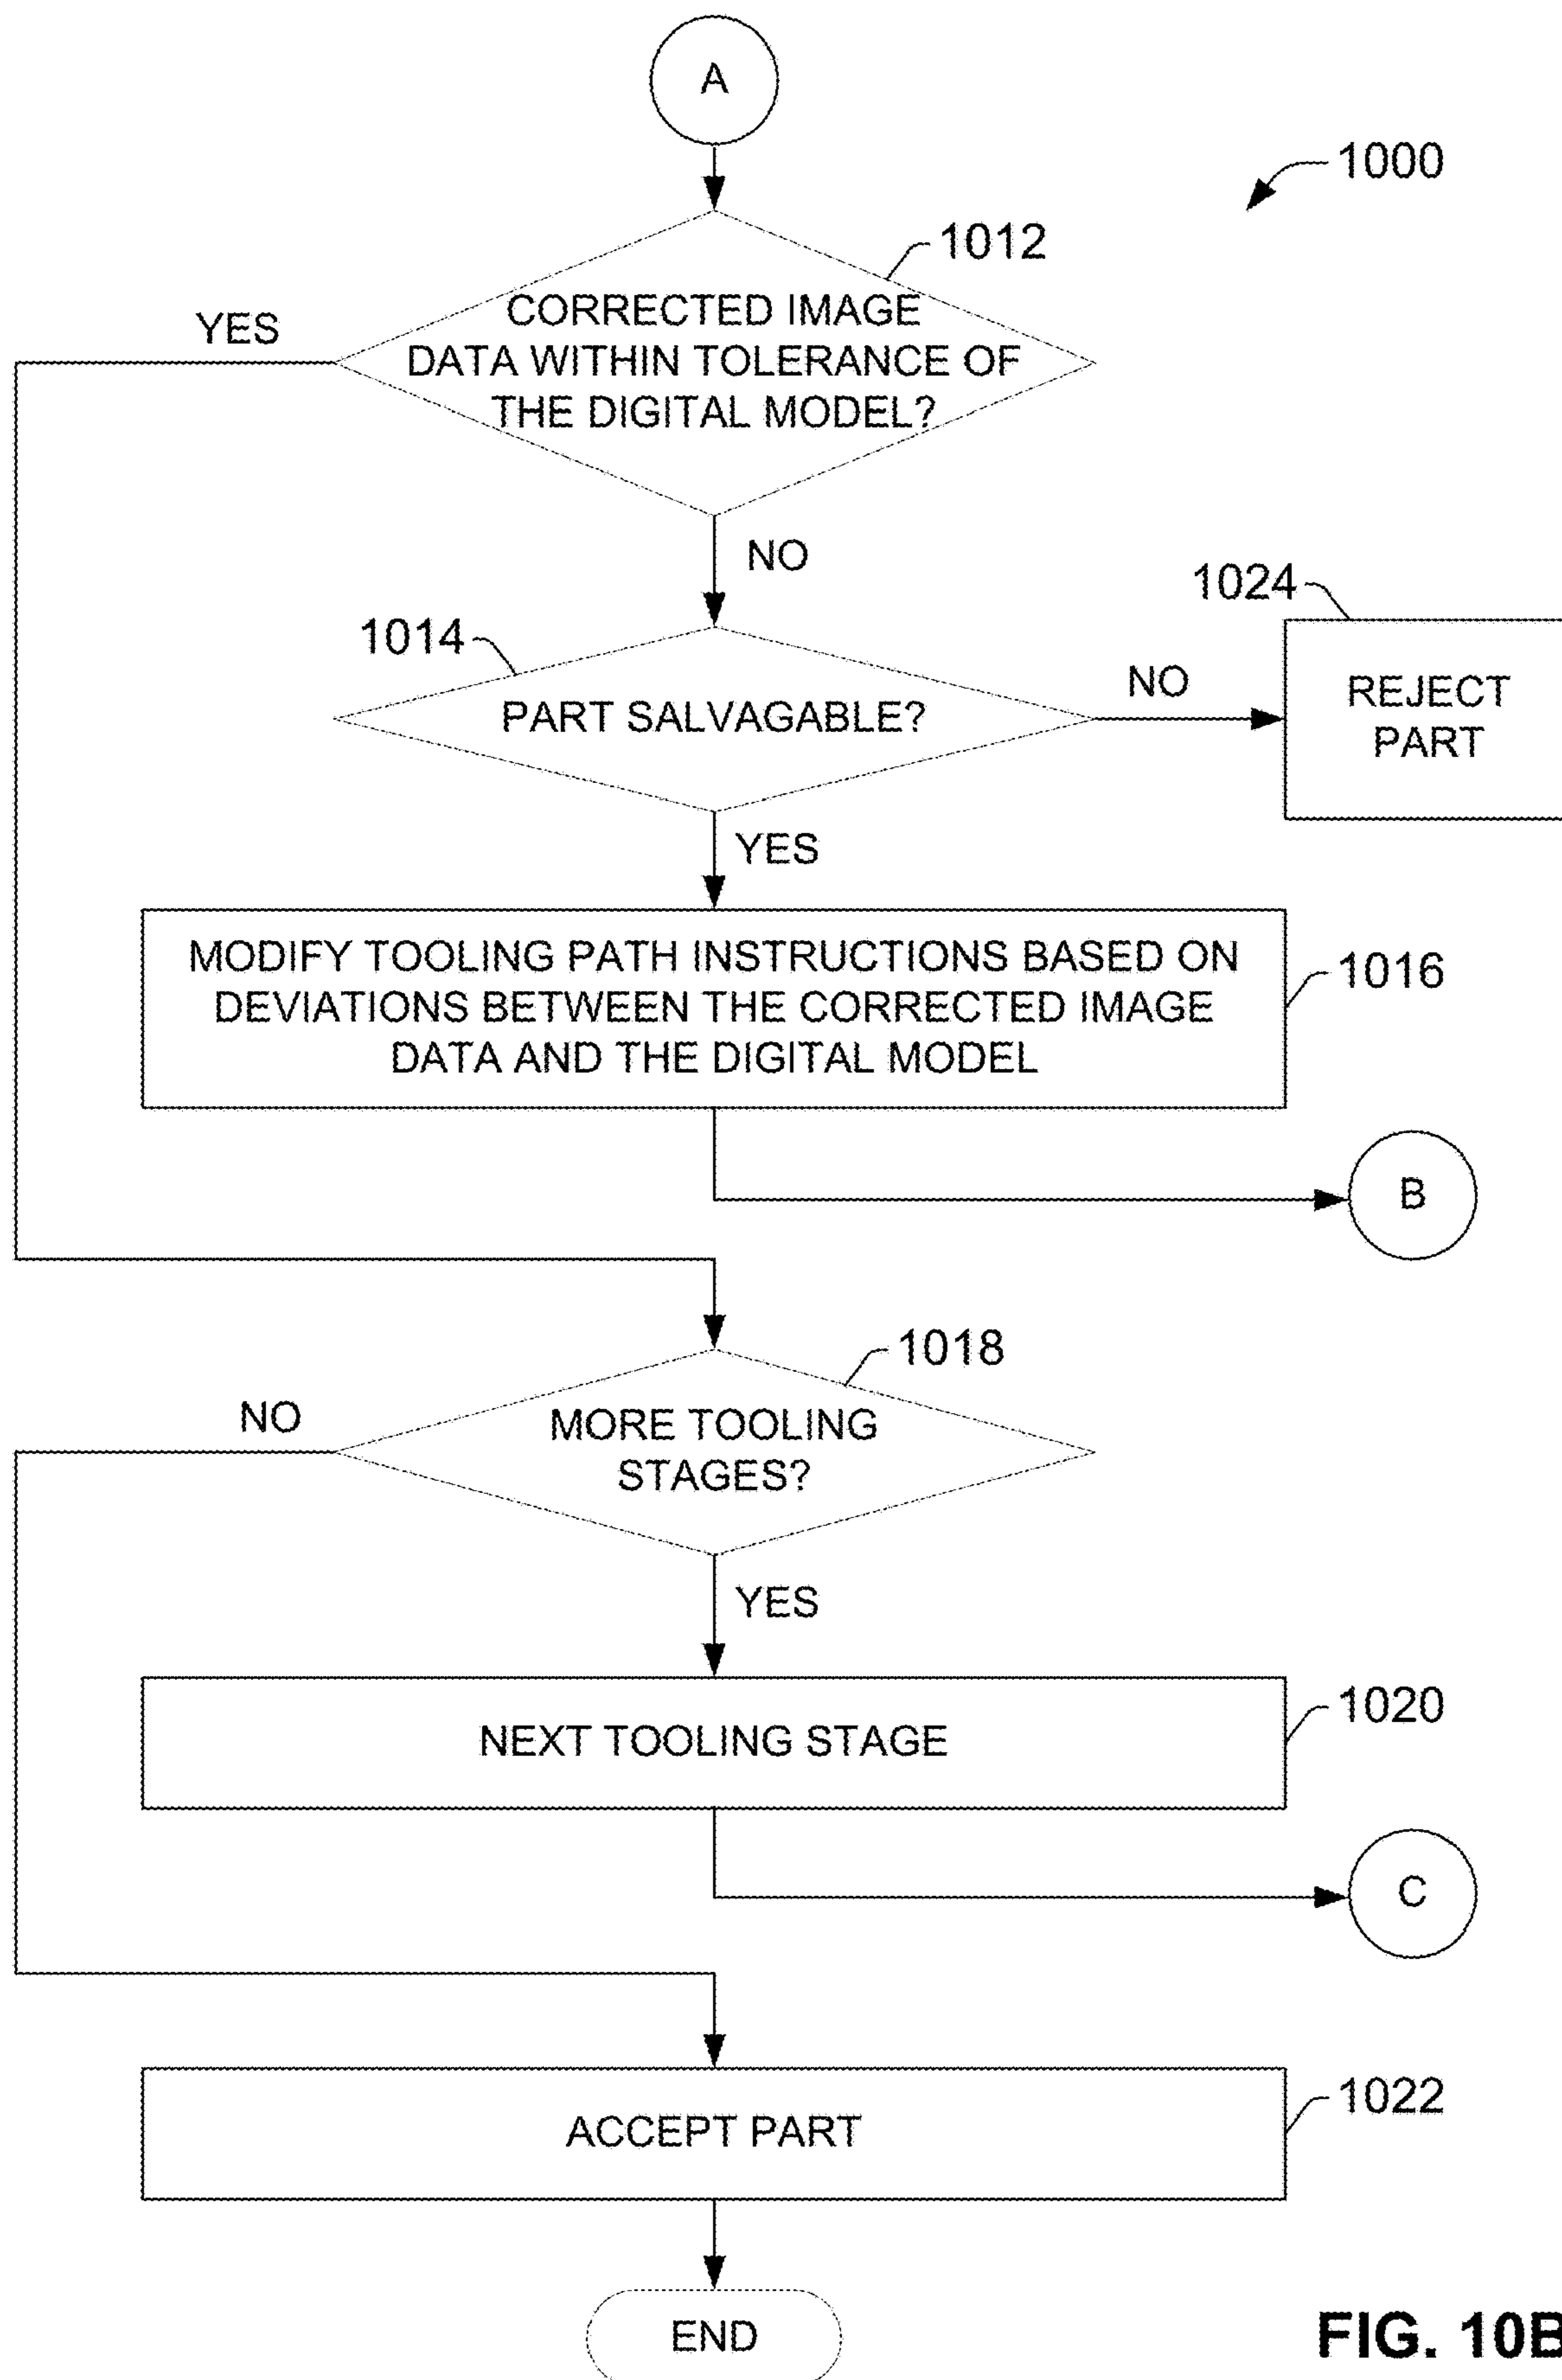 A
1000
1012
YES
CORRECTED IMAGE
DATA WITHIN TOLERANCE OF
THE DIGITAL MODEL?
NO
1024
1014
PART SALVAGABLE?
NO
REJECT
PART
YES
MODIFY TOOLING PATH INSTRUCTIONS BASED ON
DEVIATIONS BETWEEN THE CORRECTED IMAGE
DATA AND THE DIGITAL MODEL
1016
B
1018
NO
MORE TOOLING
STAGES?
YES
NEXT TOOLING STAGE
1020
C
ACCEPT PART
1022
END
FIG. 10B